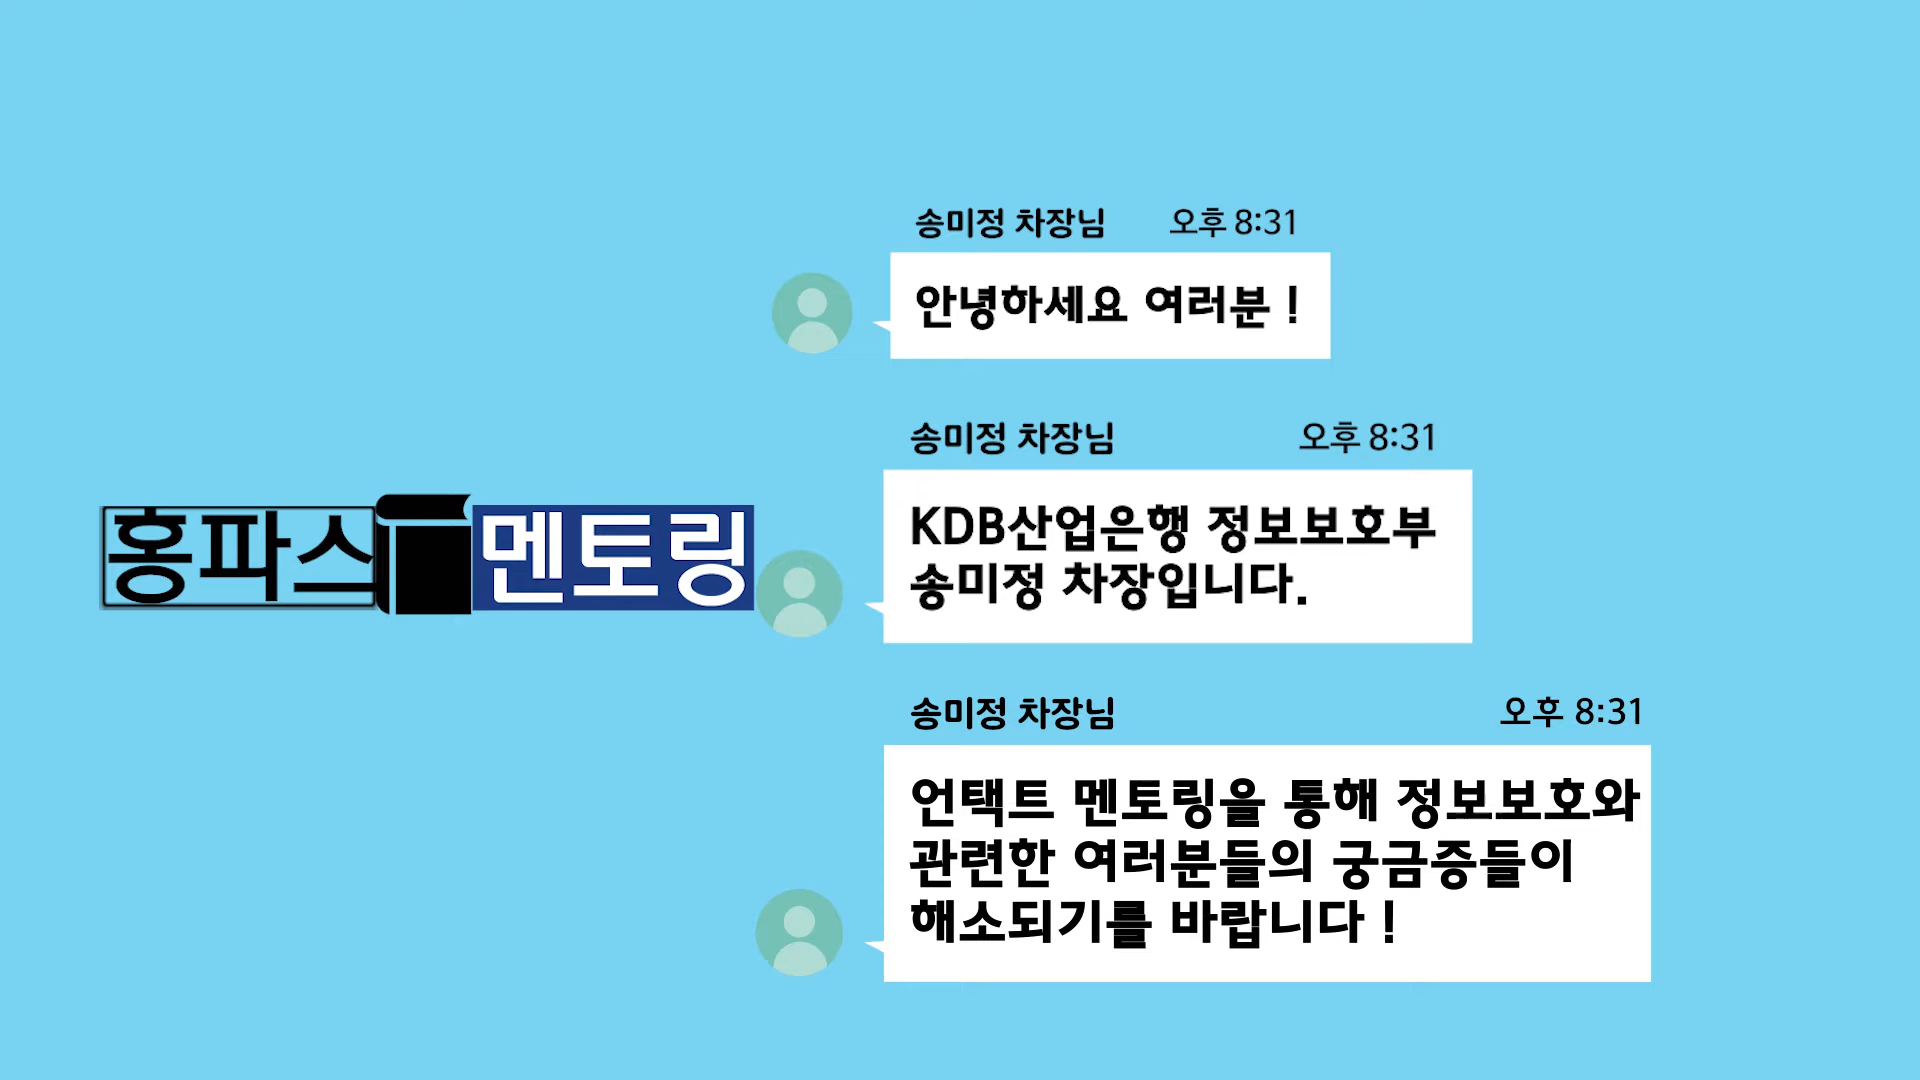 홍파스 멘토링
송미정 차장님 오후 8:31
안녕하세요 여러분 !
송미정 차장님 오후 8:31
KDB산업은행 정보보호부
송미정 차장입니다.
송미정 차장님 오후 8:31
언택트 멘토링을 통해 정보보호와
관련한 여러분들의 궁금증들이
해소되기를 바랍니다 !